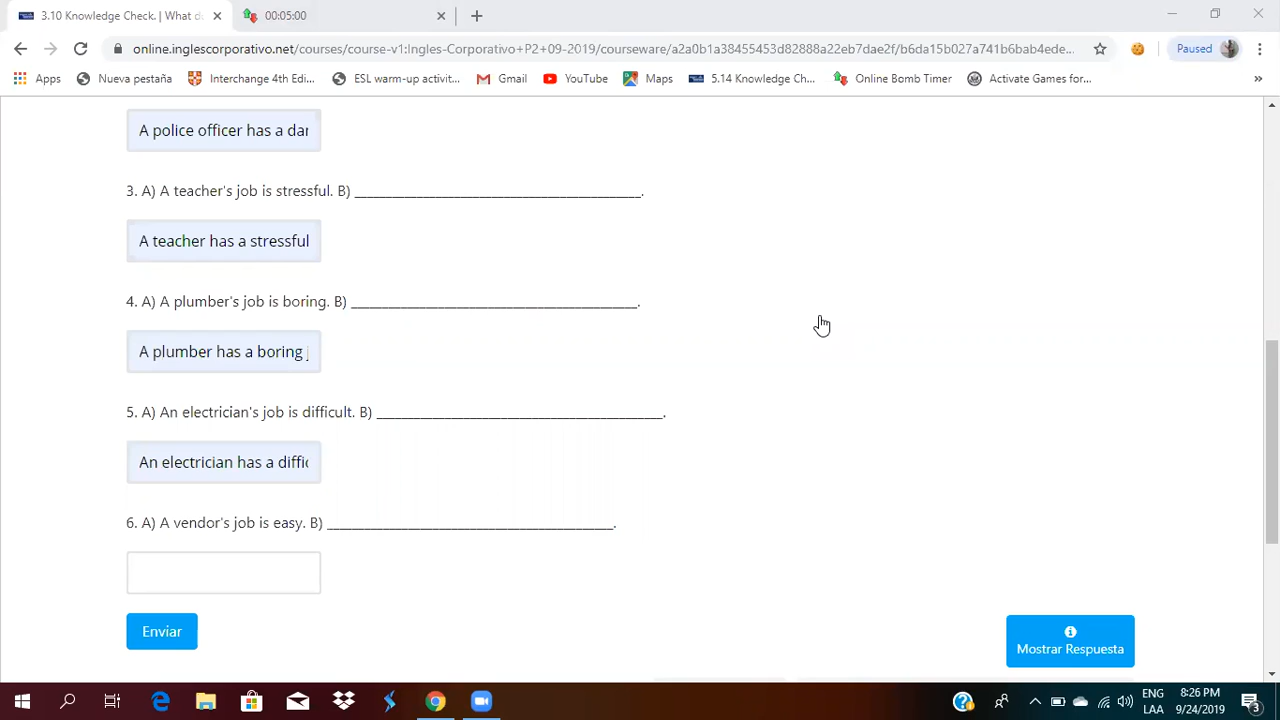 3.10 Knowledge Check. | What d
00:05:00
online.inglescorporativo.net/courses/course-v1:Ingles-Corporativo+P2+09-2019/courseware/a2a0b1a38455453d82888a22eb7dae2f/b6da15b027a741b6bab4ede...
Paused
Apps
Nueva pestaña
Interchange 4th Edi...
ESL warm-up activit...
Gmail
YouTube
Maps
5.14 Knowledge Ch...
Online Bomb Timer
Activate Games for...
»
A police officer has a dan
3. A) A teacher's job is stressful. B) ________________________________________.
A teacher has a stressful
4. A) A plumber's job is boring. B) ________________________________________.
A plumber has a boring j
5. A) An electrician's job is difficult. B) ________________________________________.
An electrician has a diffic
6. A) A vendor's job is easy. B) ________________________________________.
Enviar
Mostrar Respuesta
ENG
LAA
8:26 PM
9/24/2019
3